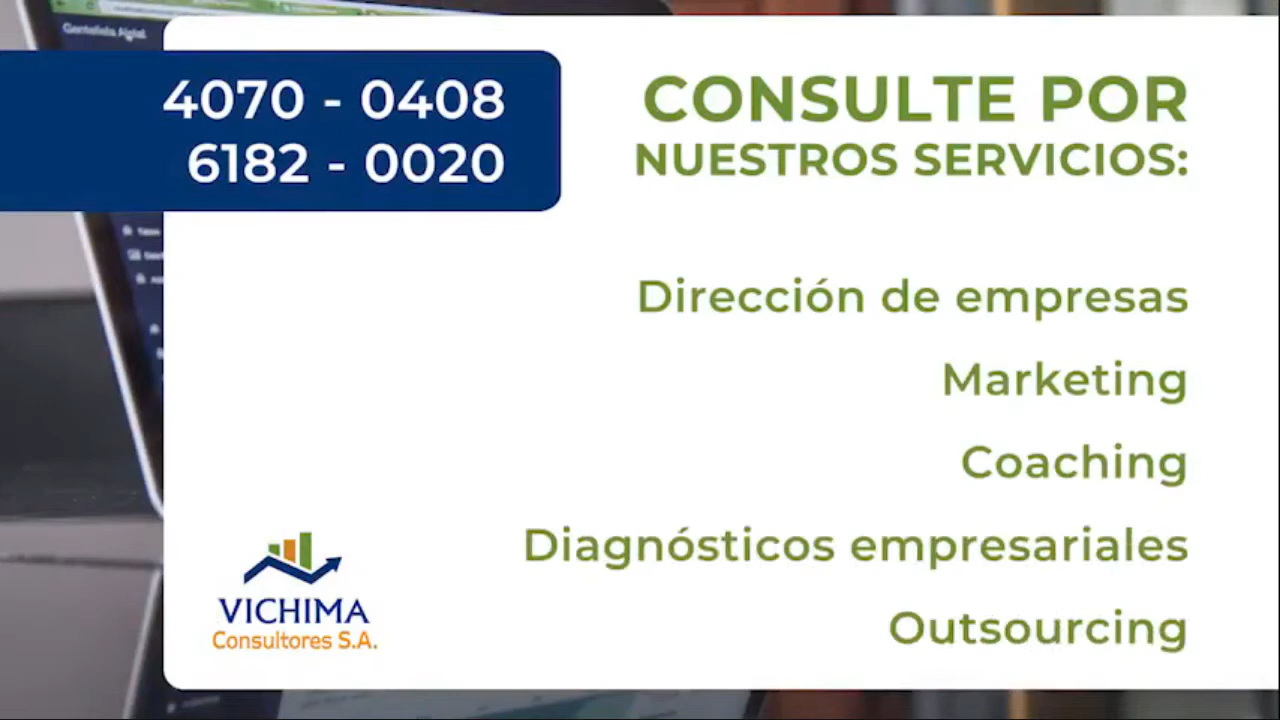 4070 - 0408
6182 - 0020
CONSULTE POR
NUESTROS SERVICIOS:
Dirección de empresas
Marketing
Coaching
Diagnósticos empresariales
Outsourcing
VICHIMA
Consultores S.A.